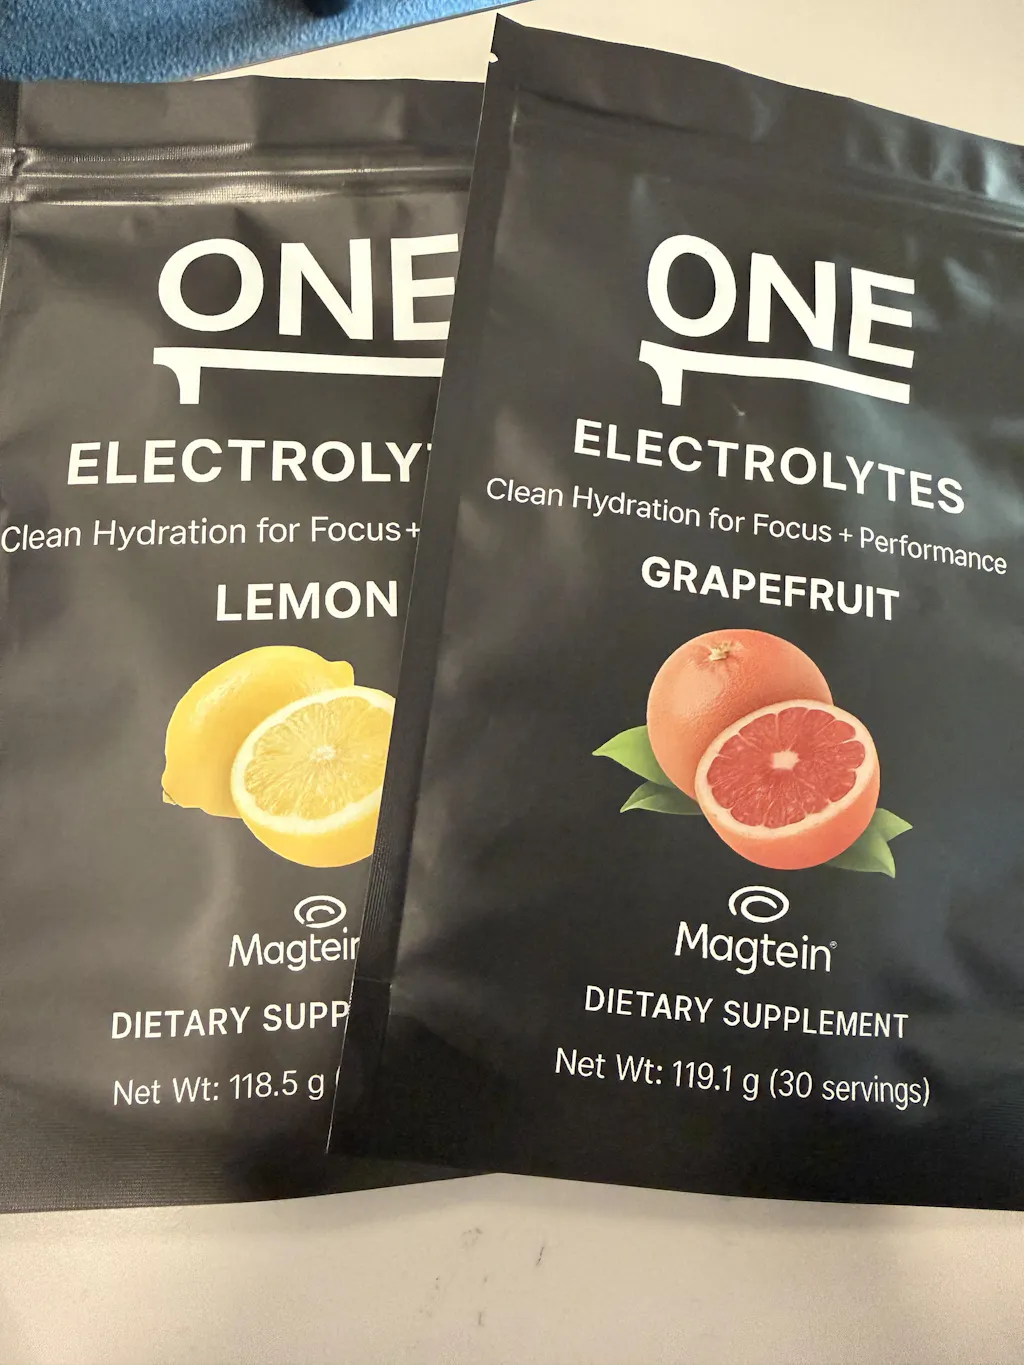 ONE
ELECTROLYT
Clean Hydration for Focus+
LEMON
Magtein
DIETARY SUPP
Net Wt: 118.5 g (
ONE
ELECTROLYTES
Clean Hydration for Focus + Performance
GRAPEFRUIT
Magtein®
DIETARY SUPPLEMENT
Net Wt: 119.1 g (30 servings)